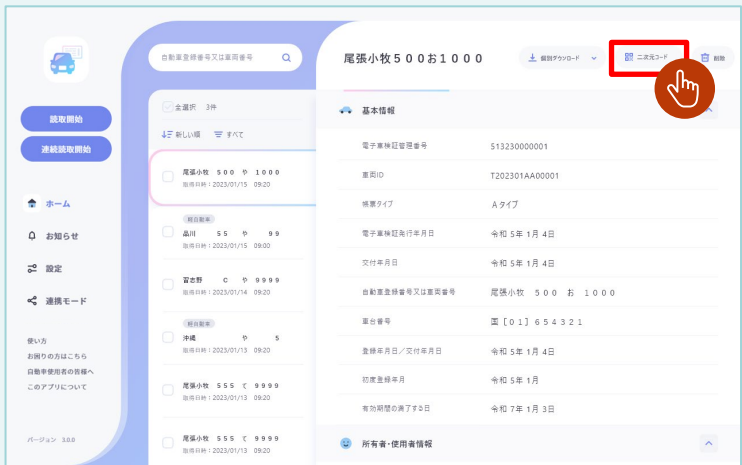 読取開始
連続読取開始
ホーム
お知らせ
設定
連携モード
使い方
お困りの方はこちら
自動車使用者の皆様へ
このアプリについて
バージョン 3.0.0
自動車登録番号又は車両番号
全選択 3件
新しい順 すべて
尾張小牧 500 や 1000
取得日時:2023/01/15 09:20
軽自動車
品川 55 や 99
取得日時:2023/01/15 09:00
習志野 C や 9999
取得日時:2023/01/14 09:20
軽自動車
沖縄 や 5
取得日時:2023/01/13 09:20
尾張小牧 555 て 9999
取得日時:2023/01/13 09:20
尾張小牧 555 て 9999
取得日時:2023/01/13 09:20
尾張小牧500お1000
個別ダウンロード
二次元コード
削除
基本情報
電子車検証管理番号 513230000001
車両ID T202301AA00001
帳票タイプ Aタイプ
電子車検証発行年月日 令和 5年 1月 4日
交付年月日 令和 5年 1月 4日
自動車登録番号又は車両番号 尾張小牧 500 お 1000
車台番号 国[01]654321
登録年月日/交付年月日 令和 5年 1月 4日
初度登録年月 令和 5年 1月
有効期間の満了する日 令和 7年 1月 3日
所有者・使用者情報